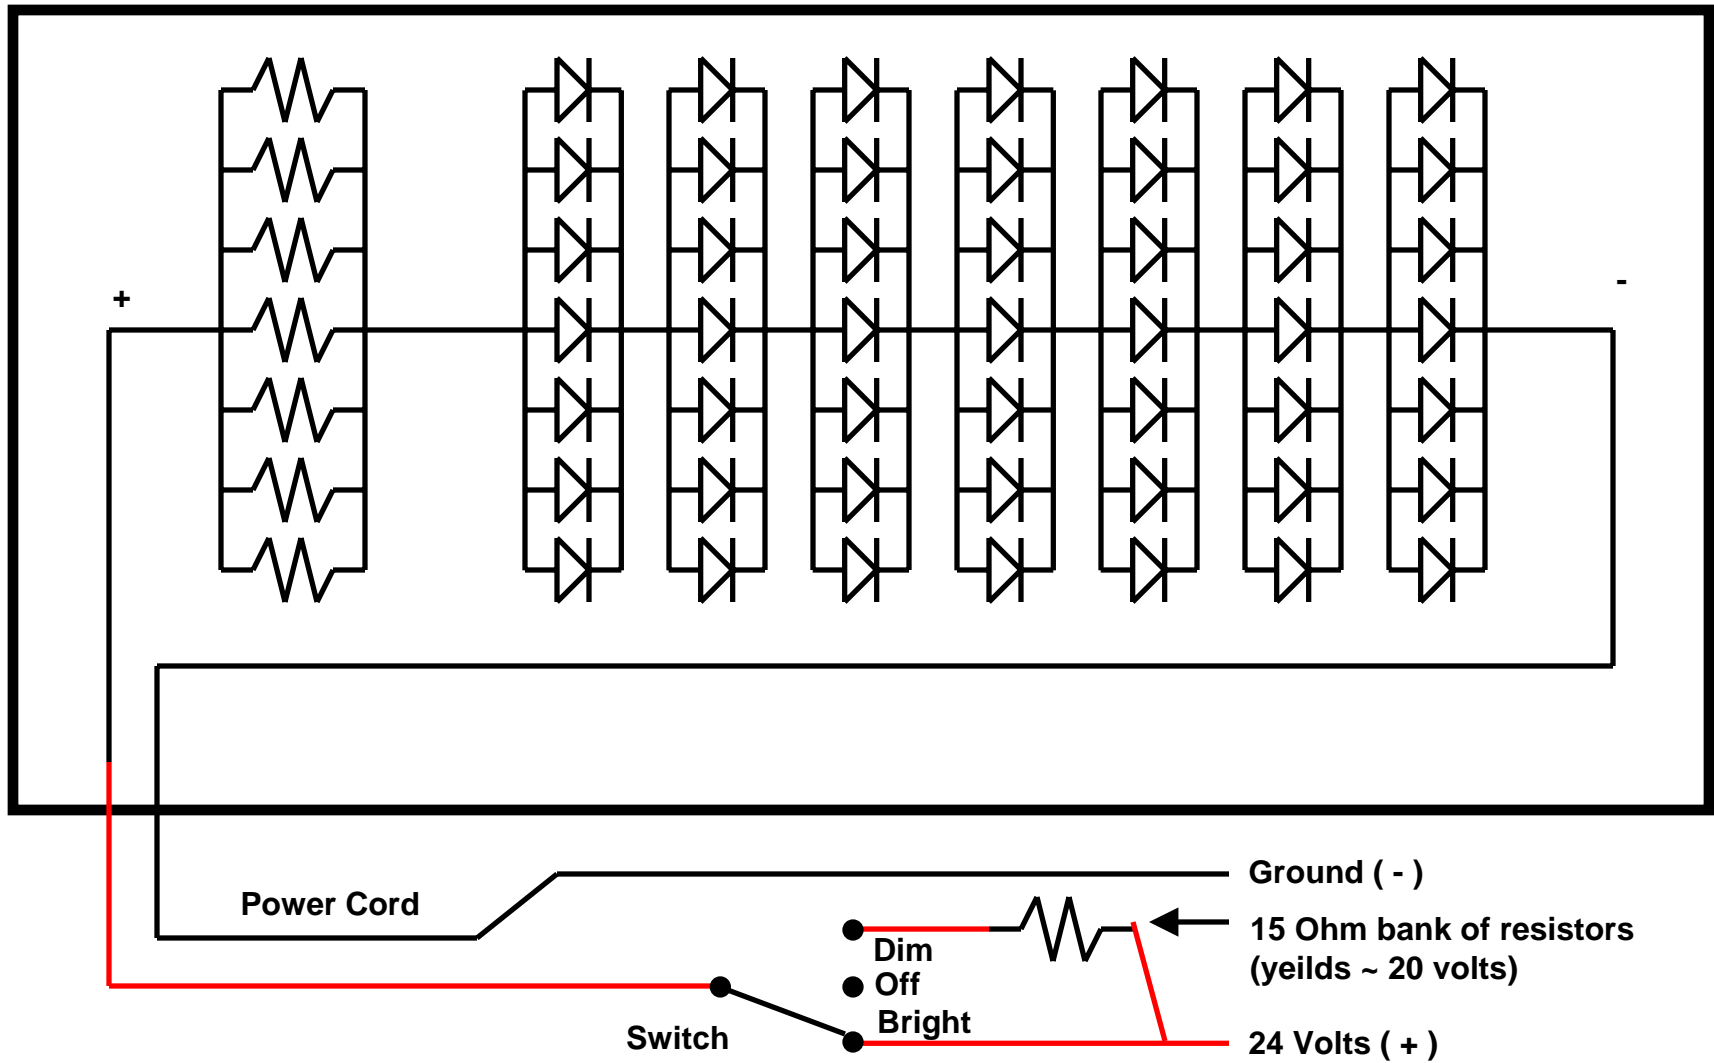 +
-
Ground ( - )
Power Cord
15 Ohm bank of resistors
(yeilds ~ 20 volts)
Dim
Off
Bright
Switch
24 Volts ( + )